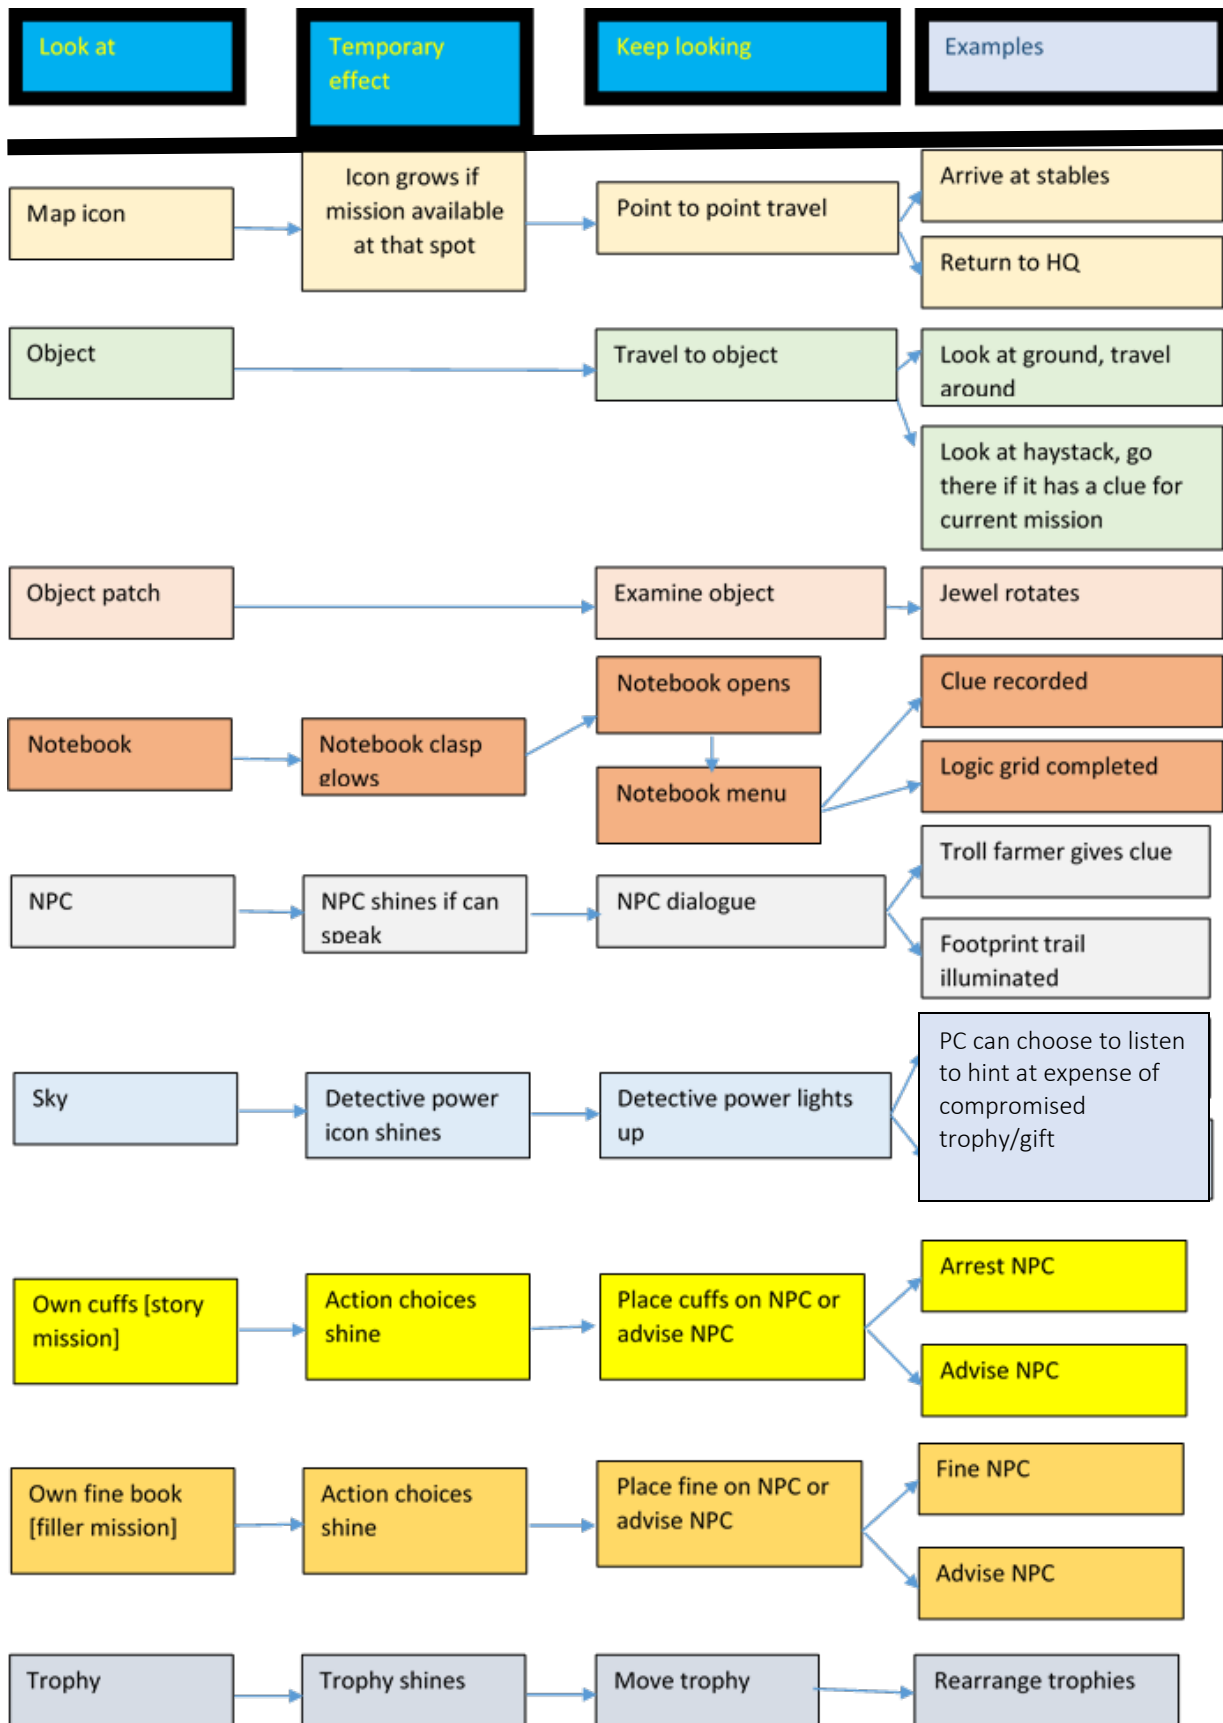 Look at
Temporary
effect
Keep looking
Examples
Map icon
Icon grows if
mission available
at that spot
Point to point travel
Arrive at stables
Return to HQ
Object
Travel to object
Look at ground, travel
around
Look at haystack, go
there if it has a clue for
current mission
Object patch
Examine object
Jewel rotates
Notebook
Notebook clasp
glows
Notebook opens
Notebook menu
Clue recorded
Logic grid completed
NPC
NPC shines if can
speak
NPC dialogue
Troll farmer gives clue
Footprint trail
illuminated
Sky
Detective power
icon shines
Detective power lights
up
PC can choose to listen
to hint at expense of
compromised
trophy/gift
Own cuffs [story
mission]
Action choices
shine
Place cuffs on NPC or
advise NPC
Arrest NPC
Advise NPC
Own fine book
[filler mission]
Action choices
shine
Place fine on NPC or
advise NPC
Fine NPC
Advise NPC
Trophy
Trophy shines
Move trophy
Rearrange trophies